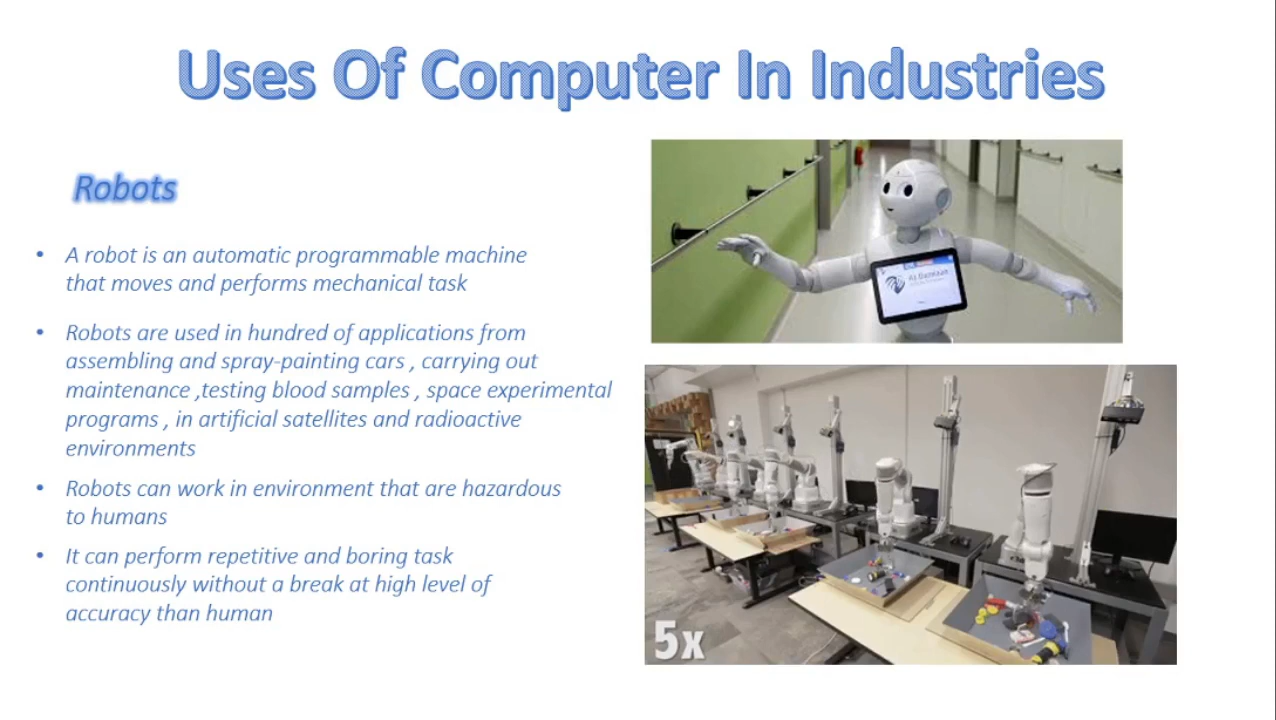 Uses Of Computer In Industries
Robots
• A robot is an automatic programmable machine
that moves and performs mechanical task
• Robots are used in hundred of applications from
assembling and spray-painting cars , carrying out
maintenance ,testing blood samples , space experimental
programs , in artificial satellites and radioactive
environments
• Robots can work in environment that are hazardous
to humans
• It can perform repetitive and boring task
continuously without a break at high level of
accuracy than human
5x